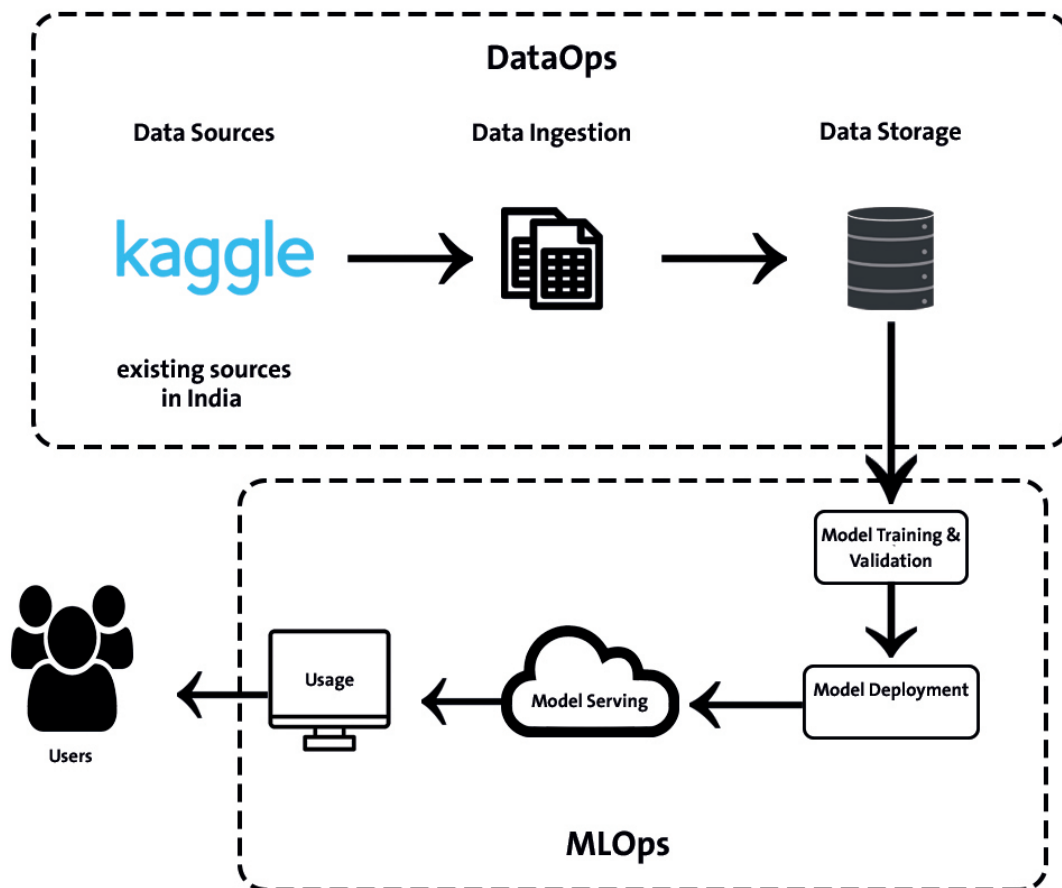 DataOps
Data Sources
Data Ingestion
Data Storage
kaggle
existing sources
in India
Model Training &
Validation
Model Deployment
Model Serving
Usage
Users
MLOps